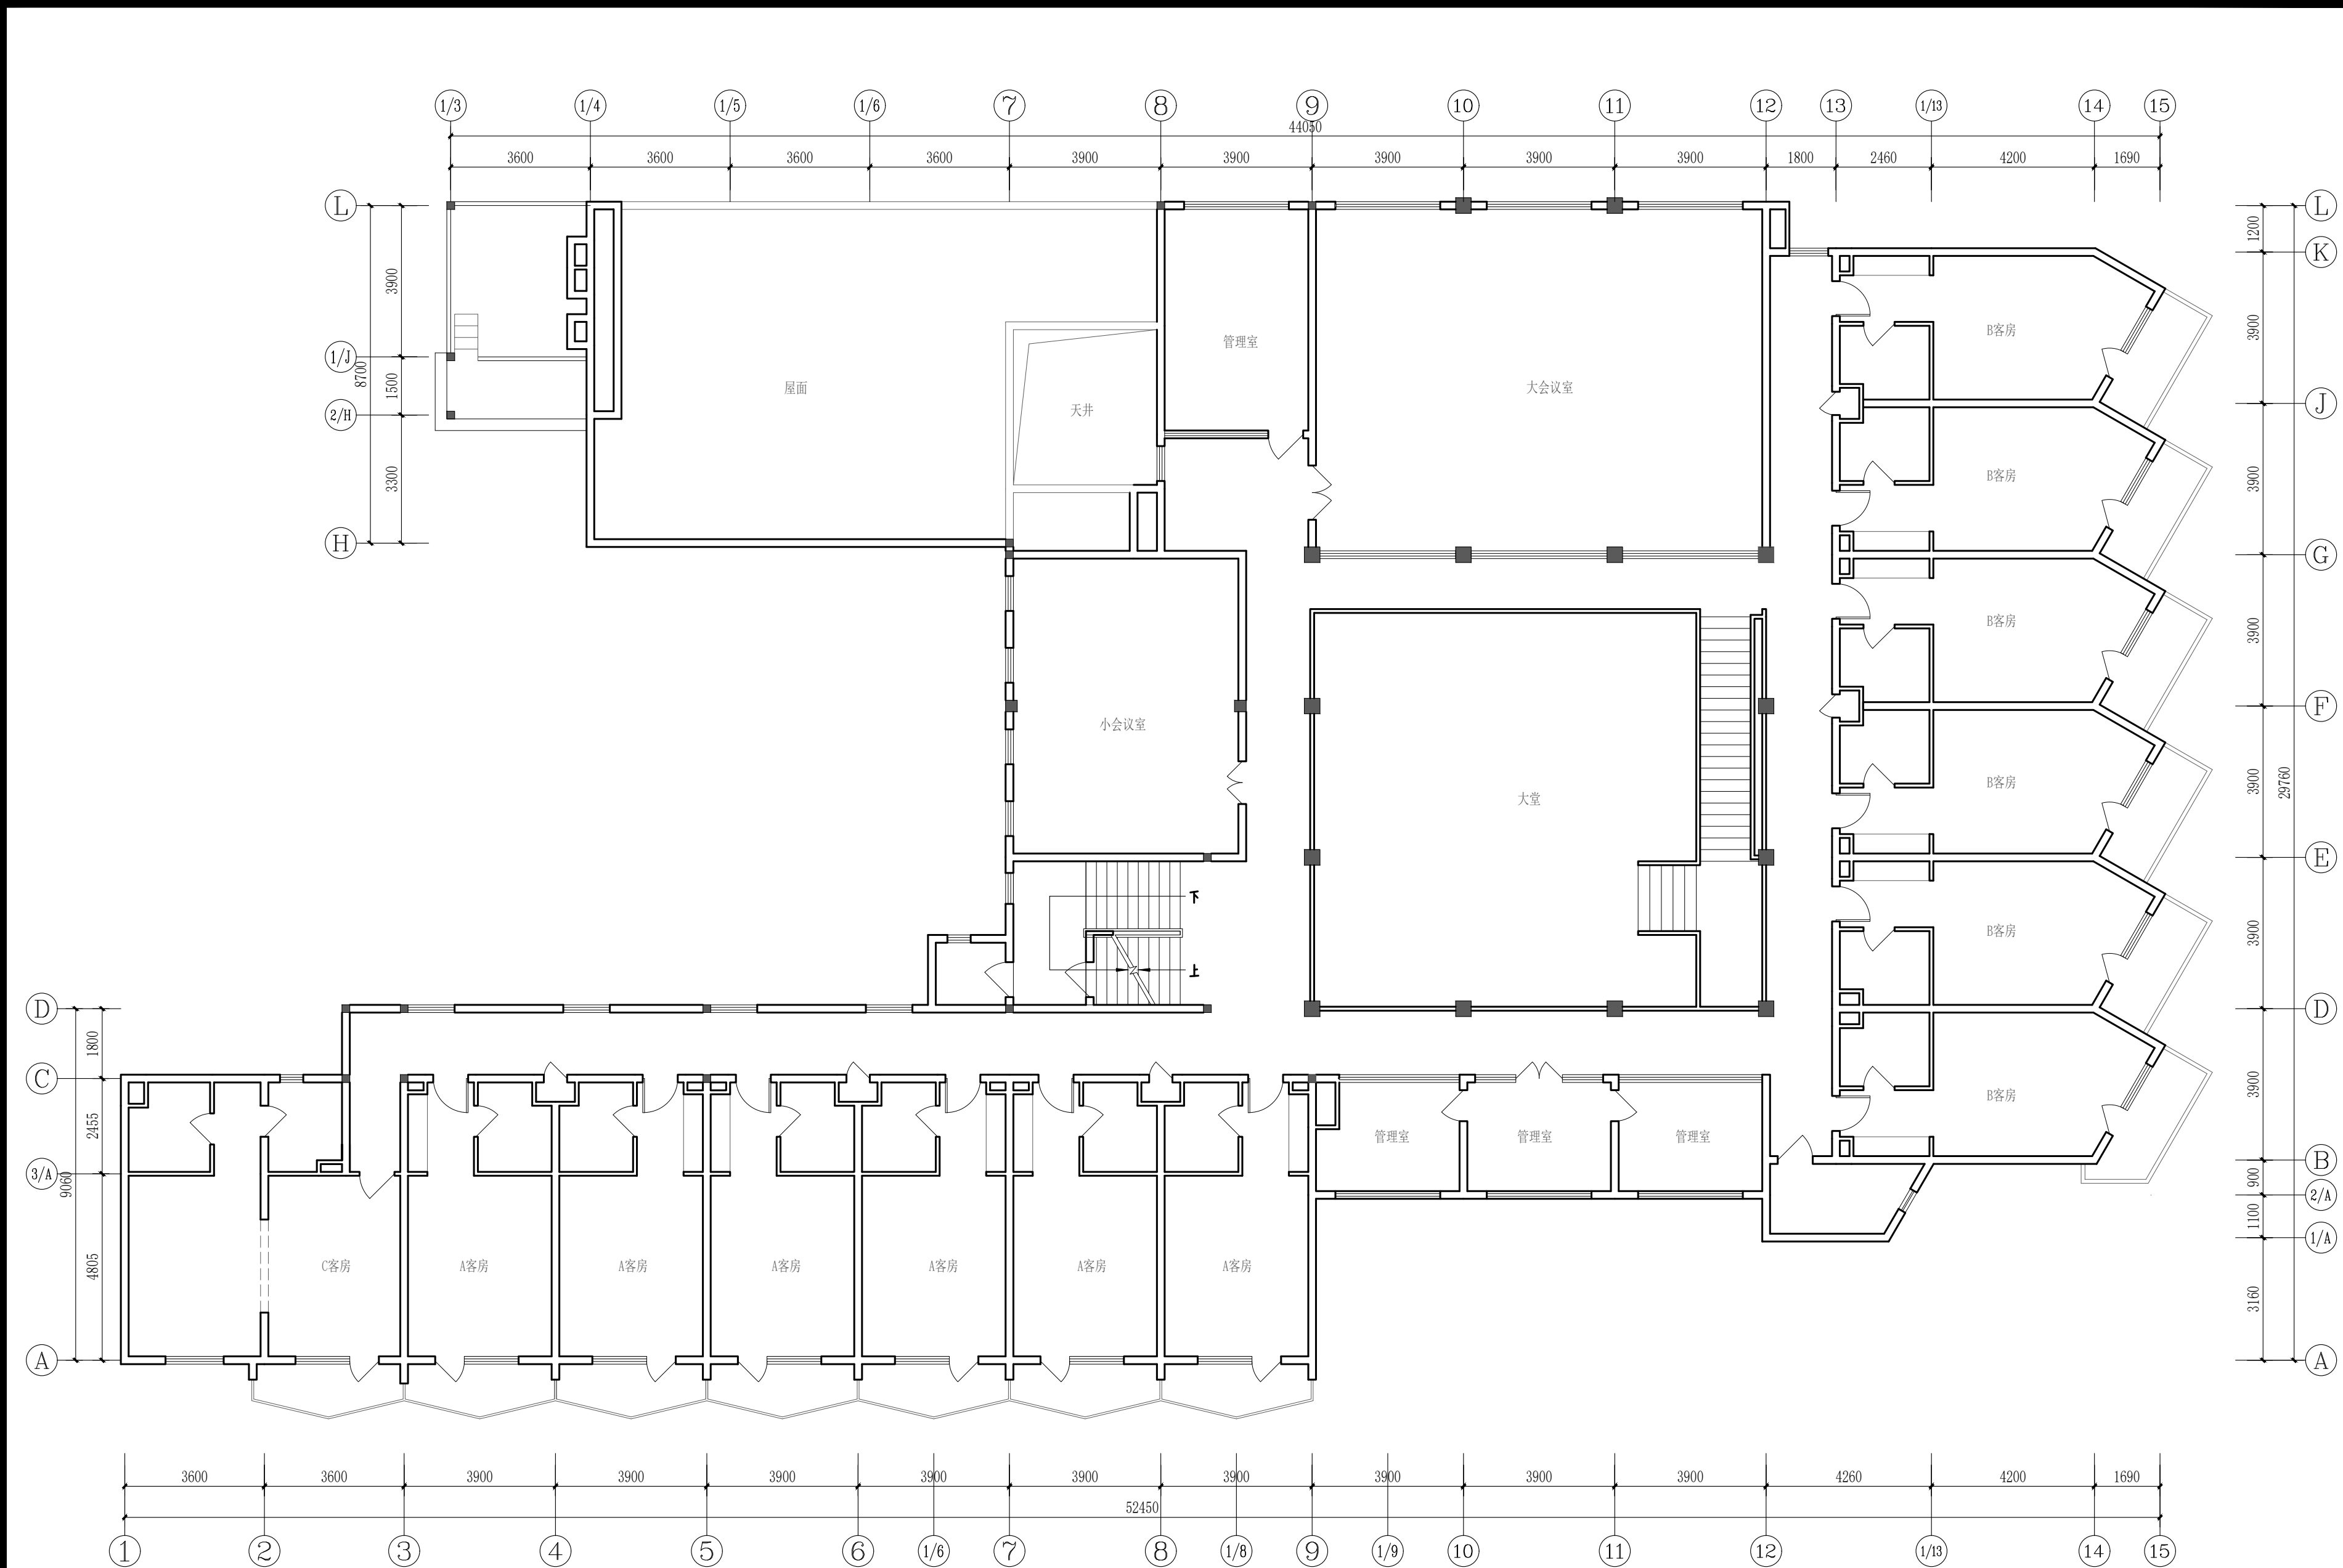 1/3 1/4 1/5 1/6 7 8 9 10 11 12 13 1/13 14 15
44050
3600 3600 3600 3600 3900 3900 3900 3900 3900 1800 2460 4200 1690
L L
1200
K
3900 3900
管理室 B客房
1/J
8700
1500
屋面 大会议室
天井
2/H J
3300 3900
B客房
H G
3900
B客房
F
小会议室
3900
B客房
29760
大堂
E
下
3900
B客房
上
D D
1800 3900
C
B客房
2455
管理室 管理室 管理室
3/A B
9060
900
2/A
1100
1/A
4805
C客房 A客房 A客房 A客房 A客房 A客房 A客房
3160
A A
3600 3600 3900 3900 3900 3900 3900 3900 3900 3900 3900 4260 4200 1690
52450
1 2 3 4 5 6 1/6 7 8 1/8 9 1/9 10 11 12 1/13 14 15